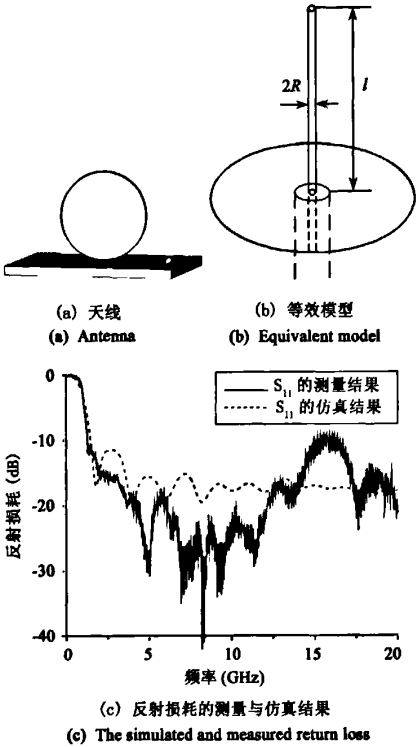 2R
l
(a) 天线
(a) Antenna
(b) 等效模型
(b) Equivalent model
S11 的测量结果
S11 的仿真结果
0
-10
-20
-30
-40
反射损耗 (dB)
0
5
10
15
20
频率 (GHz)
(c) 反射损耗的测量与仿真结果
(c) The simulated and measured return loss